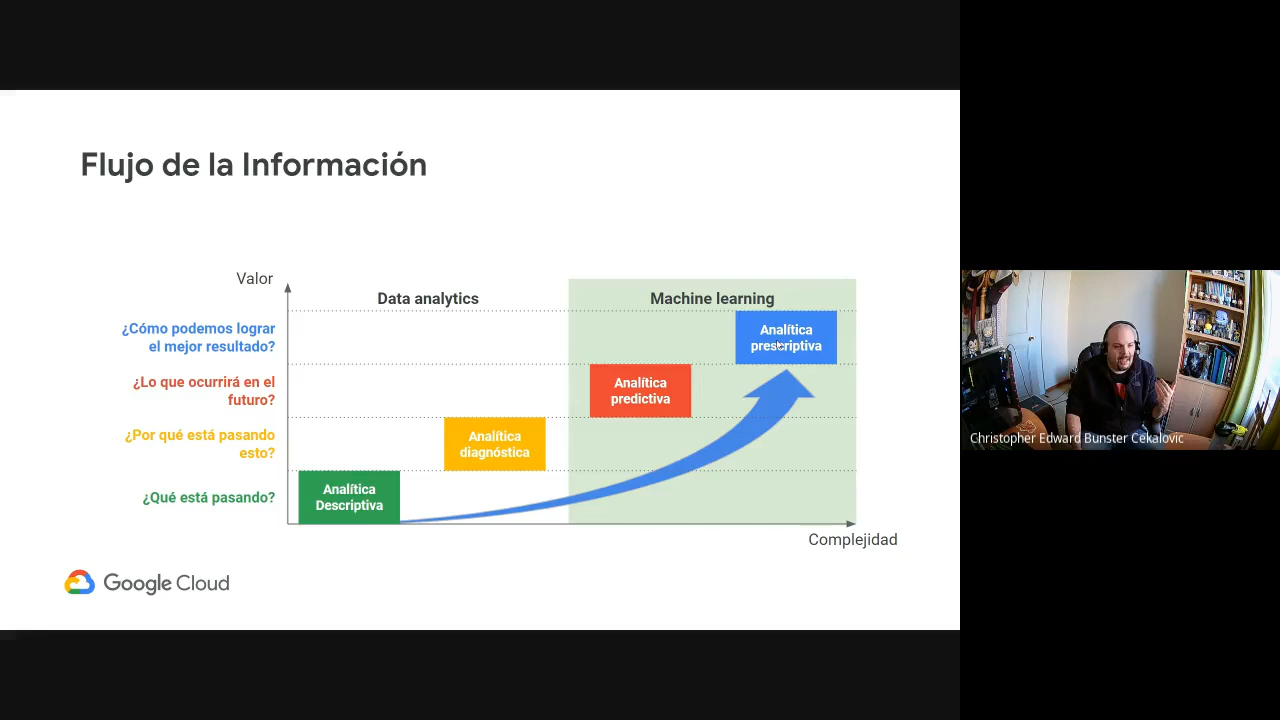 Flujo de la Información
Valor
Data analytics
Machine learning
¿Cómo podemos lograr
el mejor resultado?
Analítica
prescriptiva
¿Lo que ocurrirá en el
futuro?
Analítica
predictiva
¿Por qué está pasando
esto?
Analítica
diagnóstica
¿Qué está pasando?
Analítica
Descriptiva
Complejidad
Google Cloud
Christopher Edward Bunster Cekalovic